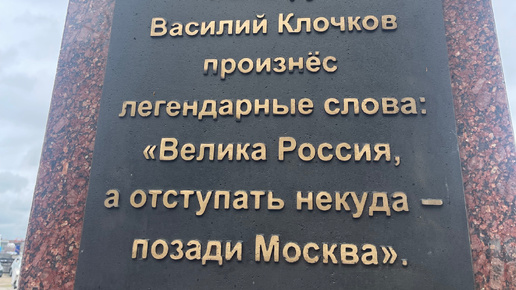 Василий Клочков
произнёс
легендарные слова:
«Велика Россия,
а отступать некуда –
позади Москва».